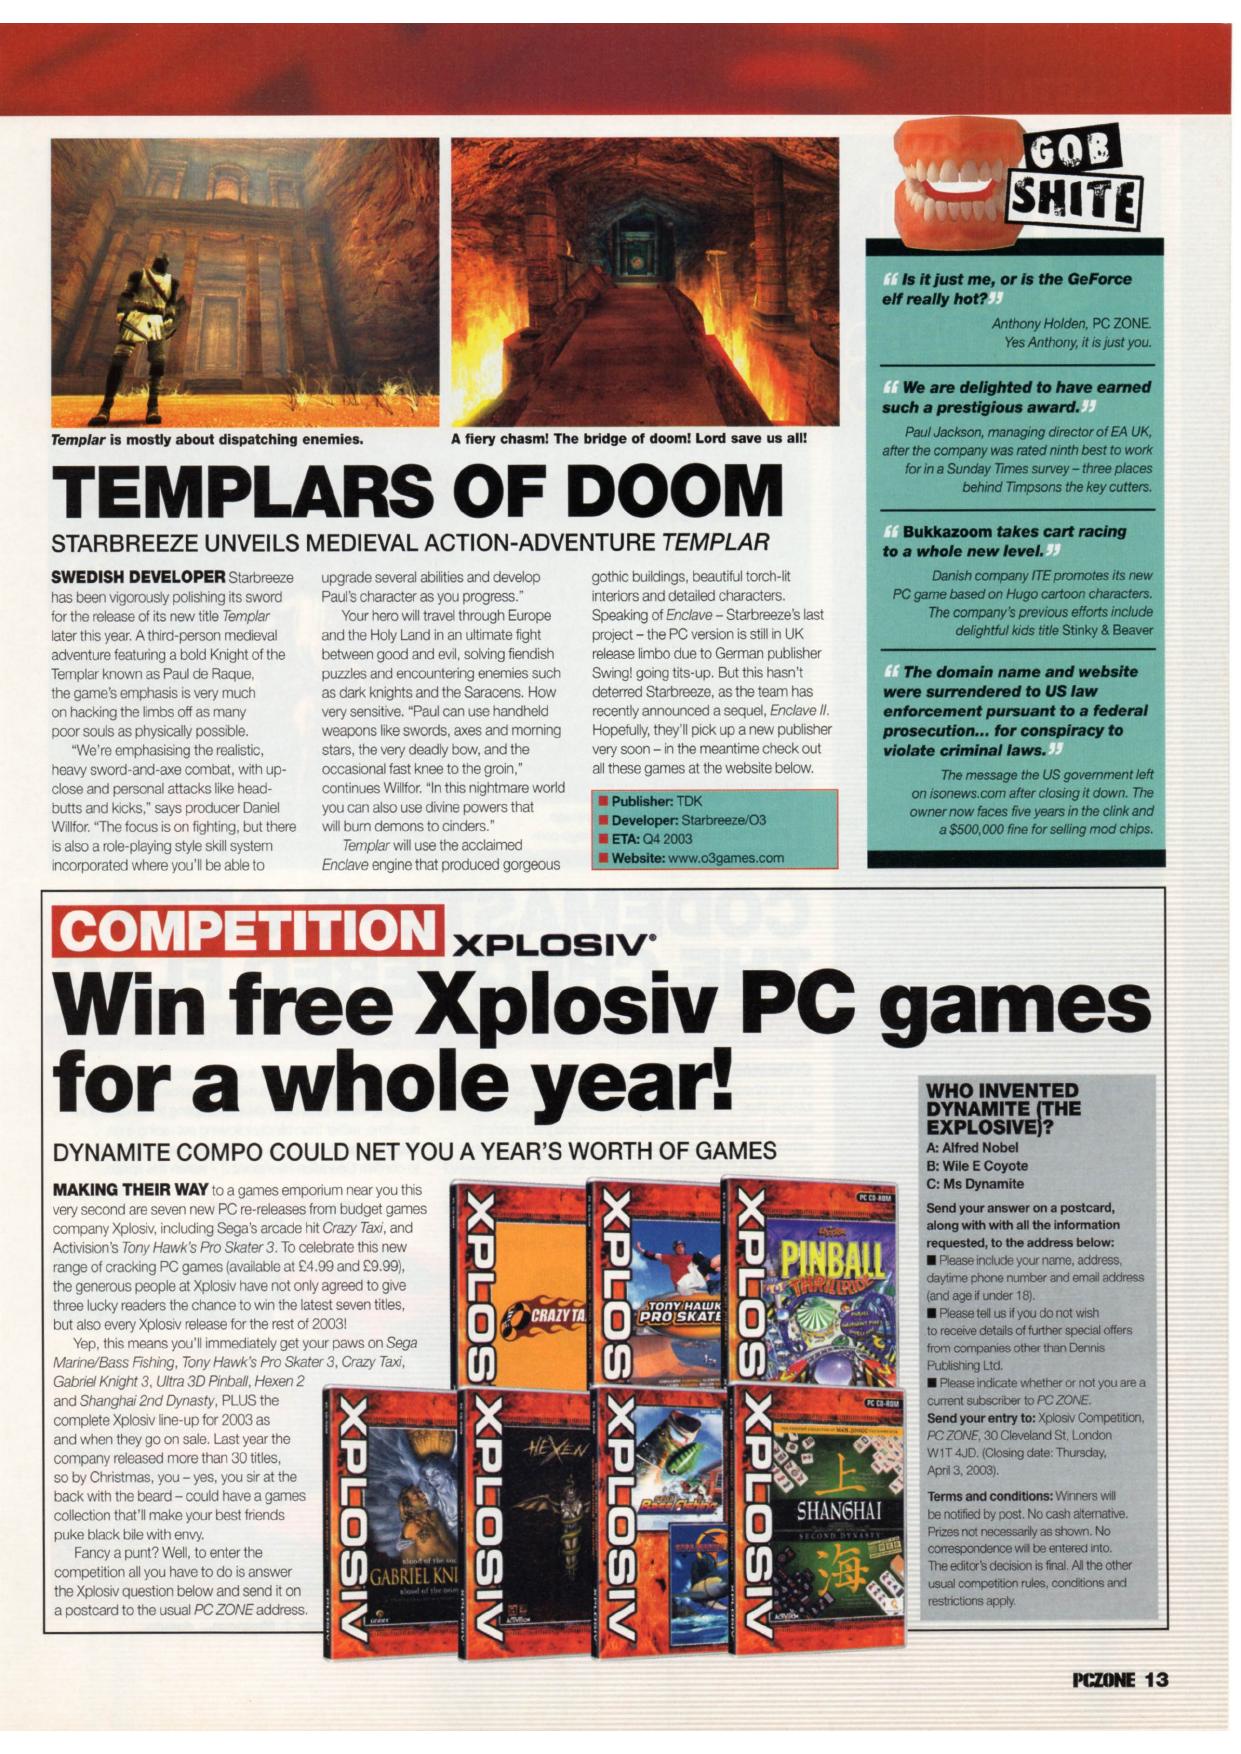 Templar is mostly about dispatching enemies.
A fiery chasm! The bridge of doom! Lord save us all!
TEMPLARS OF DOOM
STARBREEZE UNVEILS MEDIEVAL ACTION-ADVENTURE TEMPLAR
SWEDISH DEVELOPER Starbreeze
has been vigorously polishing its sword
for the release of its new title Templar
later this year. A third-person medieval
adventure featuring a bold Knight of the
Templar known as Paul de Raque,
the game's emphasis is very much
on hacking the limbs off as many
poor souls as physically possible.
"We're emphasising the realistic,
heavy sword-and-axe combat, with up-
close and personal attacks like head-
butts and kicks," says producer Daniel
Willfor. "The focus is on fighting, but there
is also a role-playing style skill system
incorporated where you'll be able to
upgrade several abilities and develop
Paul's character as you progress."
Your hero will travel through Europe
and the Holy Land in an ultimate fight
between good and evil, solving fiendish
puzzles and encountering enemies such
as dark knights and the Saracens. How
very sensitive. "Paul can use handheld
weapons like swords, axes and morning
stars, the very deadly bow, and the
occasional fast knee to the groin,"
continues Willfor. "In this nightmare world
you can also use divine powers that
will burn demons to cinders."
Templar will use the acclaimed
Enclave engine that produced gorgeous
gothic buildings, beautiful torch-lit
interiors and detailed characters.
Speaking of Enclave – Starbreeze's last
project – the PC version is still in UK
release limbo due to German publisher
Swing! going tits-up. But this hasn't
deterred Starbreeze, as the team has
recently announced a sequel, Enclave II.
Hopefully, they'll pick up a new publisher
very soon – in the meantime check out
all these games at the website below.
■ Publisher: TDK
■ Developer: Starbreeze/O3
■ ETA: Q4 2003
■ Website: www.o3games.com
GOB
SHITE
"Is it just me, or is the GeForce
elf really hot?"
Anthony Holden, PC ZONE.
Yes Anthony, it is just you.
"We are delighted to have earned
such a prestigious award."
Paul Jackson, managing director of EA UK,
after the company was rated ninth best to work
for in a Sunday Times survey – three places
behind Timpsons the key cutters.
"Bukkazoom takes cart racing
to a whole new level."
Danish company ITE promotes its new
PC game based on Hugo cartoon characters.
The company's previous efforts include
delightful kids title Stinky & Beaver
"The domain name and website
were surrendered to US law
enforcement pursuant to a federal
prosecution... for conspiracy to
violate criminal laws."
The message the US government left
on isonews.com after closing it down. The
owner now faces five years in the clink and
a $500,000 fine for selling mod chips.
COMPETITION XPLOSIV®
Win free Xplosiv PC games
for a whole year!
DYNAMITE COMPO COULD NET YOU A YEAR'S WORTH OF GAMES
MAKING THEIR WAY to a games emporium near you this
very second are seven new PC re-releases from budget games
company Xplosiv, including Sega's arcade hit Crazy Taxi, and
Activision's Tony Hawk's Pro Skater 3. To celebrate this new
range of cracking PC games (available at £4.99 and £9.99),
the generous people at Xplosiv have not only agreed to give
three lucky readers the chance to win the latest seven titles,
but also every Xplosiv release for the rest of 2003!
Yep, this means you'll immediately get your paws on Sega
Marine/Bass Fishing, Tony Hawk's Pro Skater 3, Crazy Taxi,
Gabriel Knight 3, Ultra 3D Pinball, Hexen 2
and Shanghai 2nd Dynasty, PLUS the
complete Xplosiv line-up for 2003 as
and when they go on sale. Last year the
company released more than 30 titles,
so by Christmas, you – yes, you sir at the
back with the beard – could have a games
collection that'll make your best friends
puke black bile with envy.
Fancy a punt? Well, to enter the
competition all you have to do is answer
the Xplosiv question below and send it on
a postcard to the usual PC ZONE address.
XPLOS
CRAZY TA
XPLOS
TONY HAWK
PRO SKATE
XPLOS
PC CD-ROM
PINBALL
THRILLRIDE
XPLOSIV
GABRIEL KNI
XPLOSIV
HEXEN
ACTIVISION
XPLOSIV
Bass Fishing
XPLOSIV
PC CD-ROM
上
SHANGHAI
SECOND DYNASTY
海
ACTIVISION
WHO INVENTED
DYNAMITE (THE
EXPLOSIVE)?
A: Alfred Nobel
B: Wile E Coyote
C: Ms Dynamite
Send your answer on a postcard,
along with with all the information
requested, to the address below:
■ Please include your name, address,
daytime phone number and email address
(and age if under 18).
■ Please tell us if you do not wish
to receive details of further special offers
from companies other than Dennis
Publishing Ltd.
■ Please indicate whether or not you are a
current subscriber to PC ZONE.
Send your entry to: Xplosiv Competition,
PC ZONE, 30 Cleveland St, London
W1T 4JD. (Closing date: Thursday,
April 3, 2003).
Terms and conditions: Winners will
be notified by post. No cash alternative.
Prizes not necessarily as shown. No
correspondence will be entered into.
The editor's decision is final. All the other
usual competition rules, conditions and
restrictions apply.
PCZONE 13